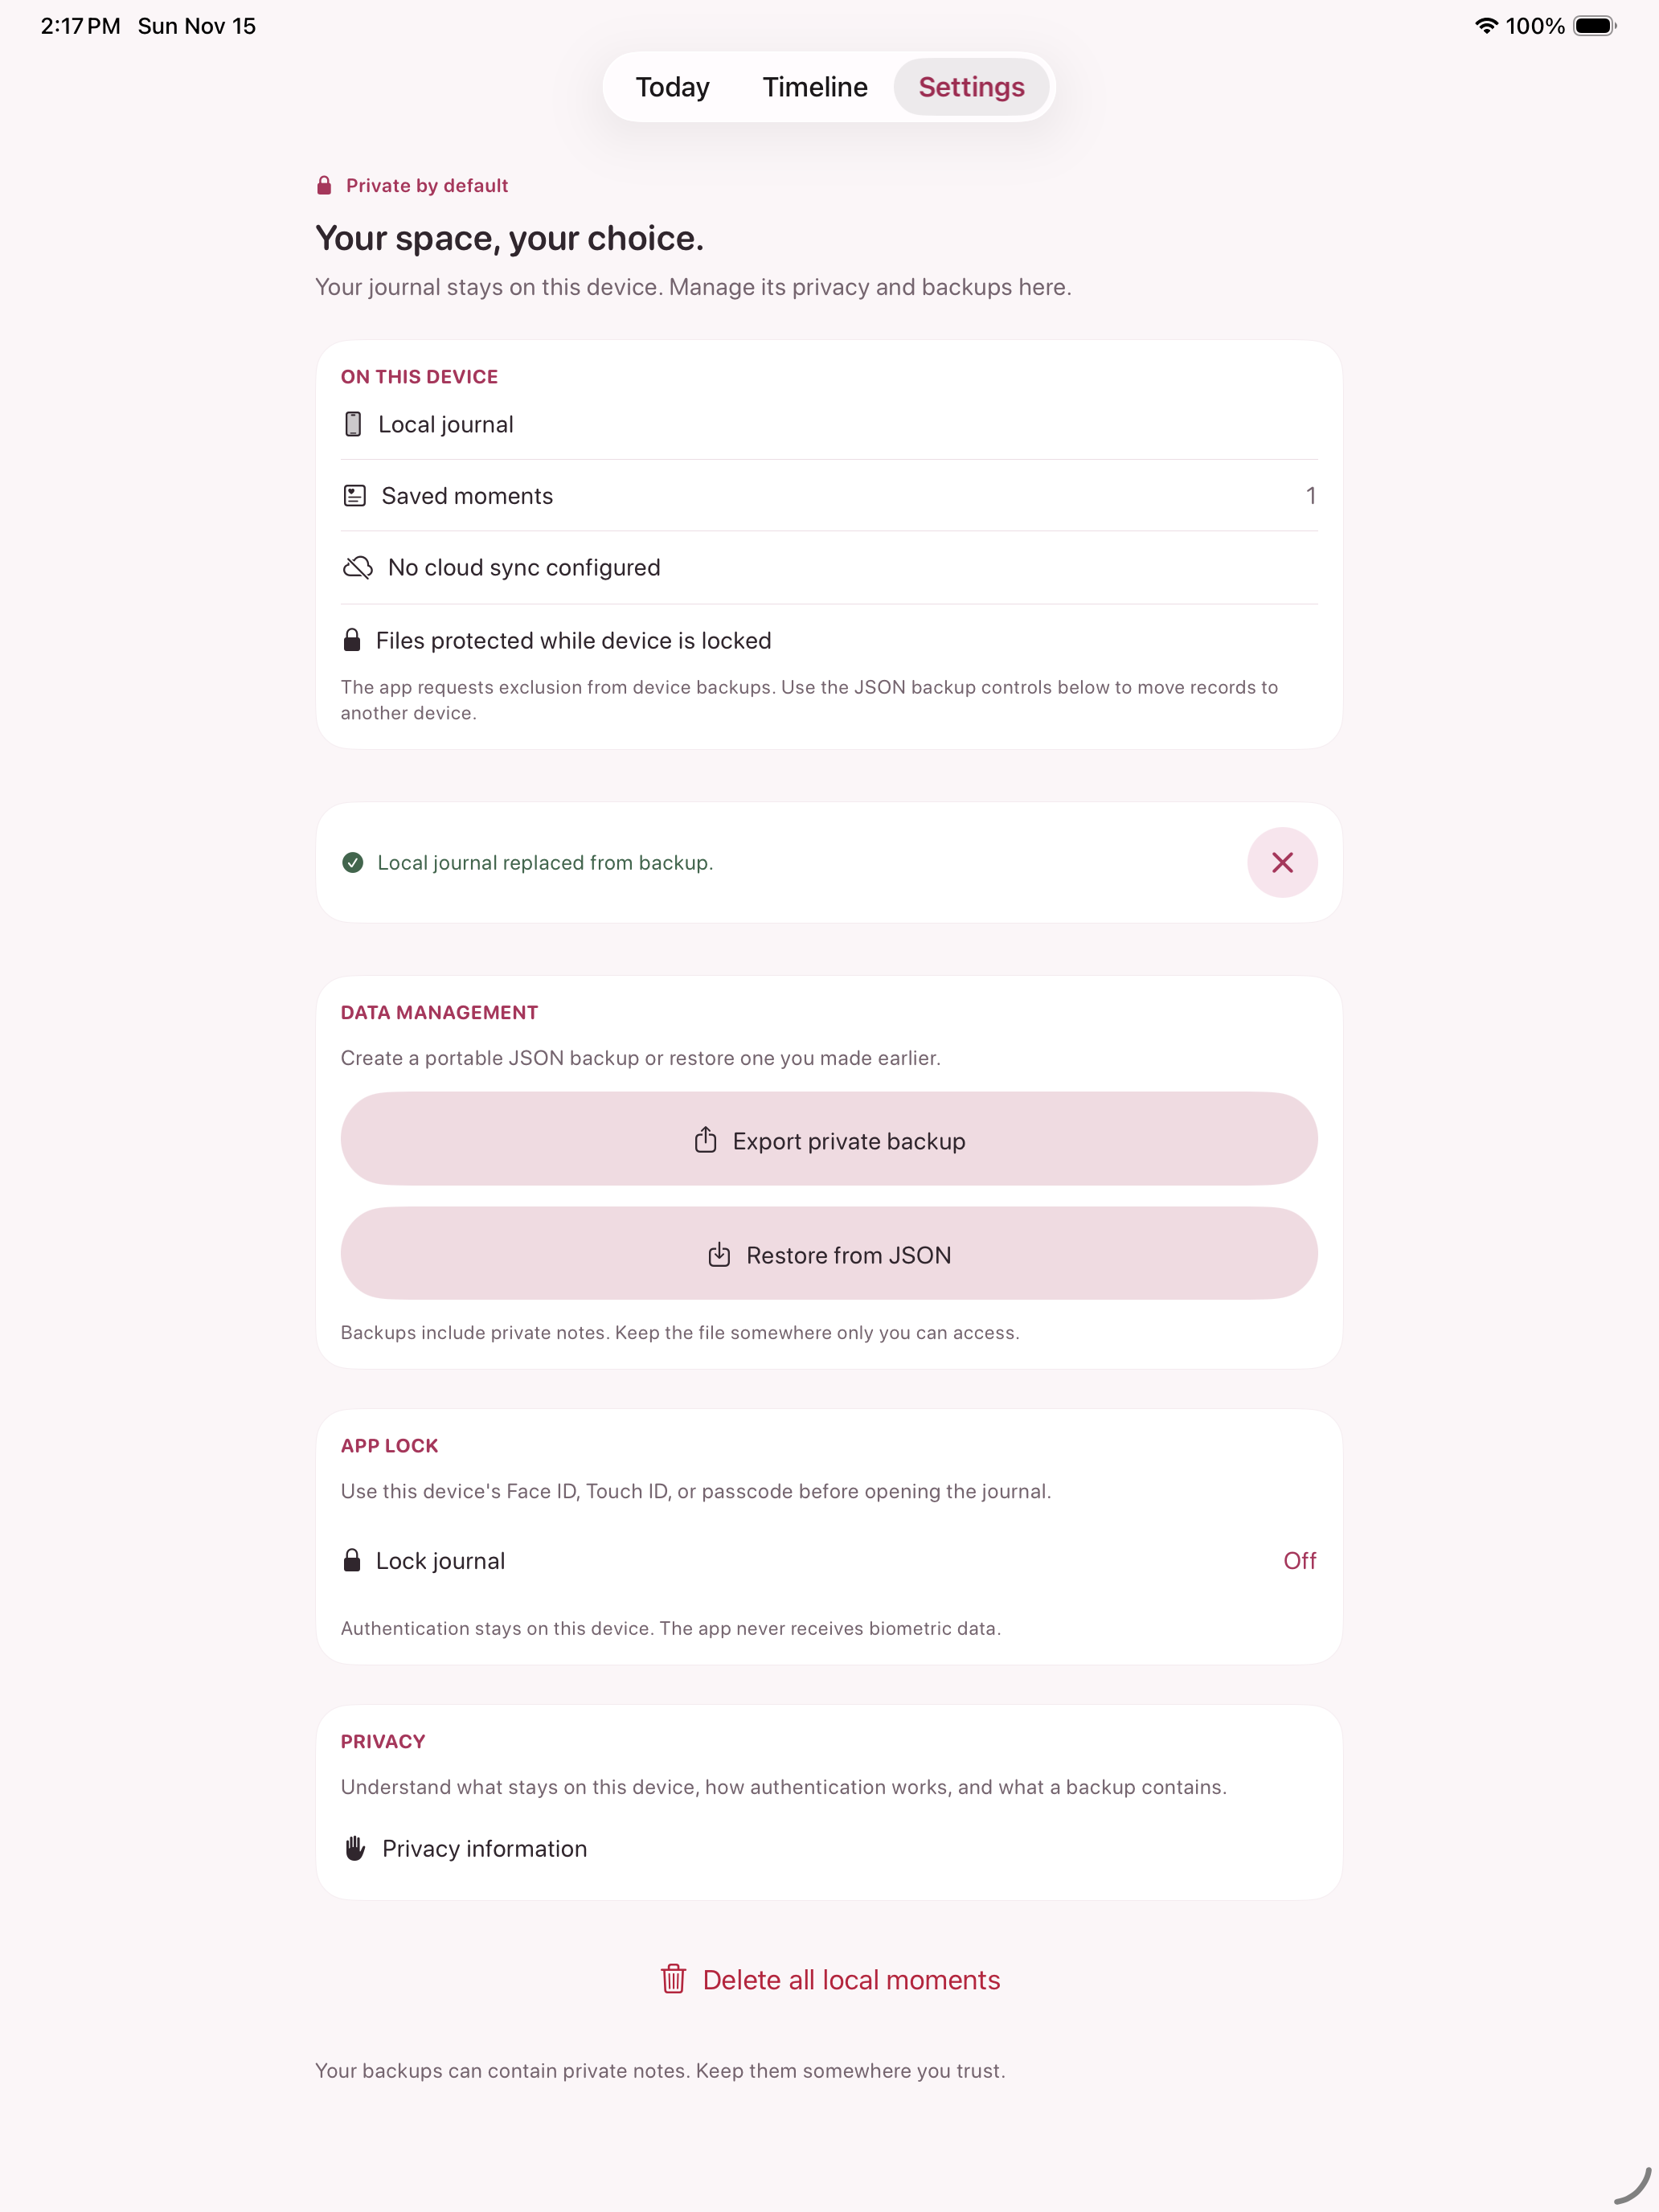 2:17 PM Sun Nov 15
100%
Today Timeline Settings
Private by default
Your space, your choice.
Your journal stays on this device. Manage its privacy and backups here.
ON THIS DEVICE
Local journal
Saved moments 1
No cloud sync configured
Files protected while device is locked
The app requests exclusion from device backups. Use the JSON backup controls below to move records to
another device.
Local journal replaced from backup.
DATA MANAGEMENT
Create a portable JSON backup or restore one you made earlier.
Export private backup
Restore from JSON
Backups include private notes. Keep the file somewhere only you can access.
APP LOCK
Use this device's Face ID, Touch ID, or passcode before opening the journal.
Lock journal Off
Authentication stays on this device. The app never receives biometric data.
PRIVACY
Understand what stays on this device, how authentication works, and what a backup contains.
Privacy information
Delete all local moments
Your backups can contain private notes. Keep them somewhere you trust.